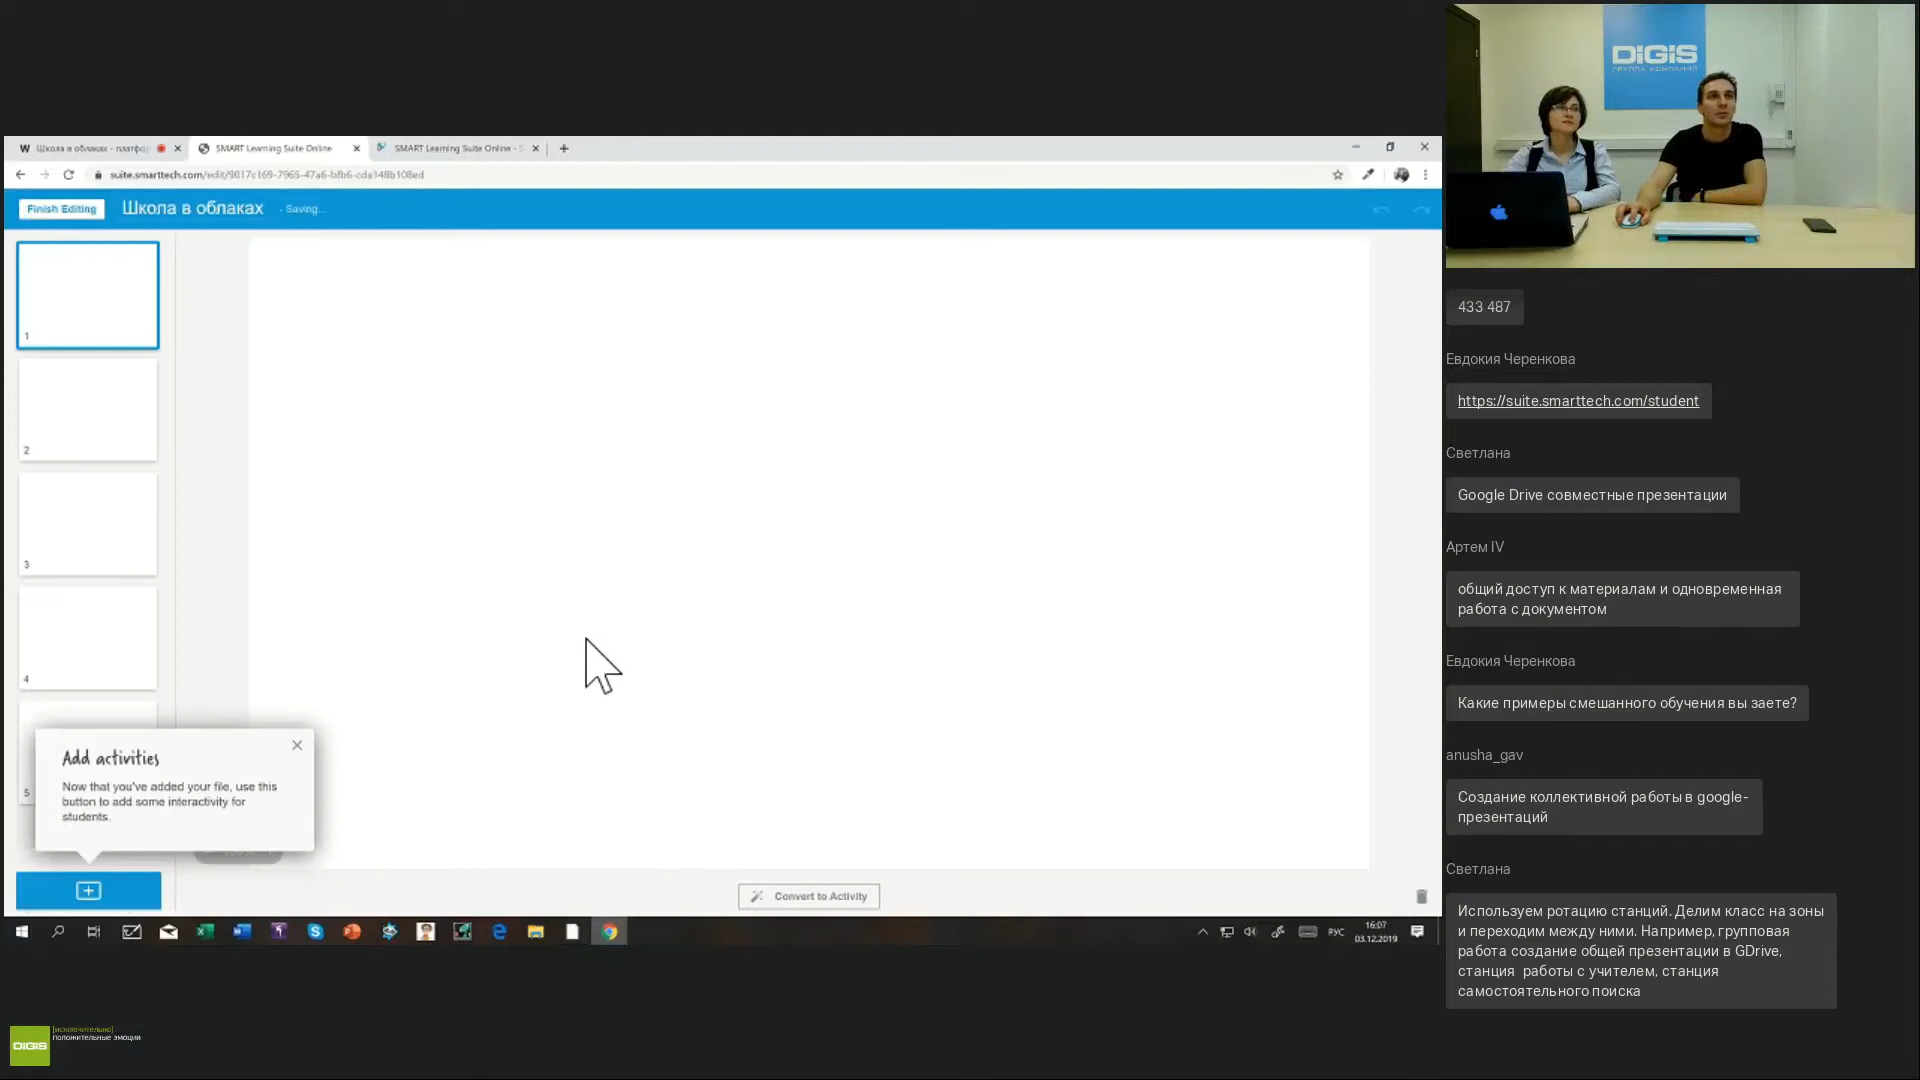 Школа в облаках - платфо
SMART Learning Suite Online
SMART Learning Suite Online - S
suite.smarttech.com/edit/9817c169-7965-47a6-bfb6-cda148b108ed
Finish Editing
Школа в облаках
- Saving...
1
2
3
4
5
Add activities
Now that you've added your file, use this
button to add some interactivity for
students.
Convert to Activity
РУС
16:07
03.12.2019
DiGiS
[исключительно]
положительные эмоции
DiGiS
ГРУППА КОМПАНИЙ
433 487
Евдокия Черенкова
https://suite.smarttech.com/student
Светлана
Google Drive совместные презентации
Артем IV
общий доступ к материалам и одновременная
работа с документом
Евдокия Черенкова
Какие примеры смешанного обучения вы заете?
anusha_gav
Создание коллективной работы в google-
презентаций
Светлана
Используем ротацию станций. Делим класс на зоны
и переходим между ними. Например, групповая
работа создание общей презентации в GDrive,
станция работы с учителем, станция
самостоятельного поиска